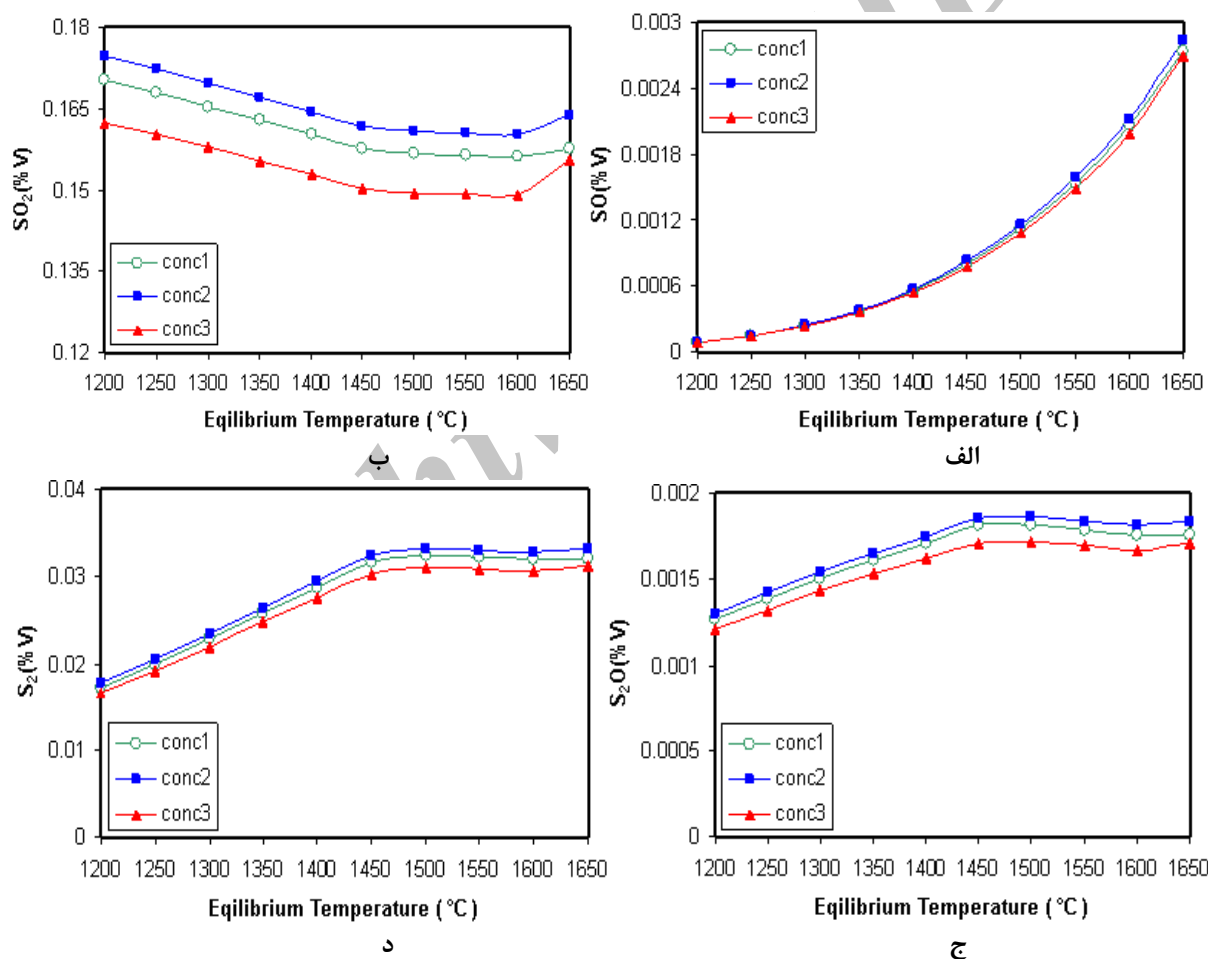 0.18
0.165
0.15
0.135
0.12
SO2(% V)
conc1
conc2
conc3
1200 1250 1300 1350 1400 1450 1500 1550 1600 1650
Eqilibrium Temperature ( °C )
ب
0.003
0.0024
0.0018
0.0012
0.0006
0
SO(% V)
conc1
conc2
conc3
1200 1250 1300 1350 1400 1450 1500 1550 1600 1650
Eqilibrium Temperature ( °C )
الف
0.04
0.03
0.02
0.01
0
S2(% V)
conc1
conc2
conc3
1200 1250 1300 1350 1400 1450 1500 1550 1600 1650
Eqilibrium Temperature ( °C )
د
0.002
0.0015
0.001
0.0005
0
S2O(% V)
conc1
conc2
conc3
1200 1250 1300 1350 1400 1450 1500 1550 1600 1650
Eqilibrium Temperature ( °C )
ج